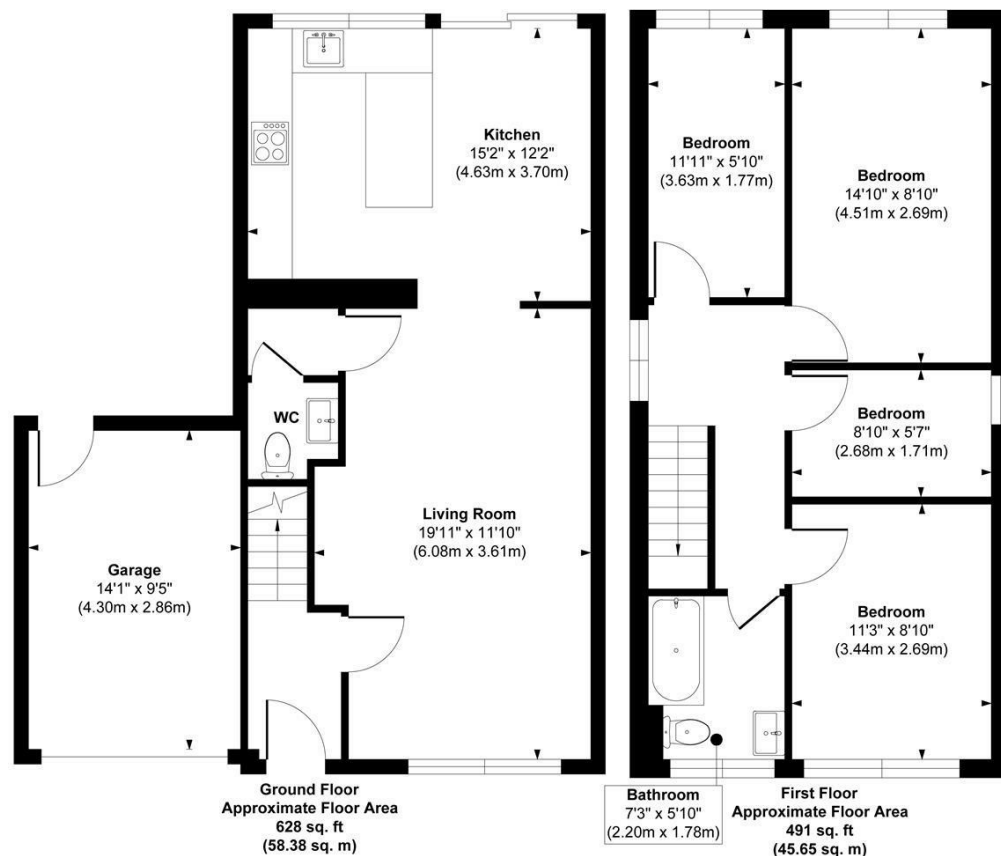 Kitchen
15'2" x 12'2"
(4.63m x 3.70m)
WC
Living Room
19'11" x 11'10"
(6.08m x 3.61m)
Garage
14'1" x 9'5"
(4.30m x 2.86m)
Ground Floor
Approximate Floor Area
628 sq. ft
(58.38 sq. m)
Bedroom
11'11" x 5'10"
(3.63m x 1.77m)
Bedroom
14'10" x 8'10"
(4.51m x 2.69m)
Bedroom
8'10" x 5'7"
(2.68m x 1.71m)
Bedroom
11'3" x 8'10"
(3.44m x 2.69m)
Bathroom
7'3" x 5'10"
(2.20m x 1.78m)
First Floor
Approximate Floor Area
491 sq. ft
(45.65 sq. m)